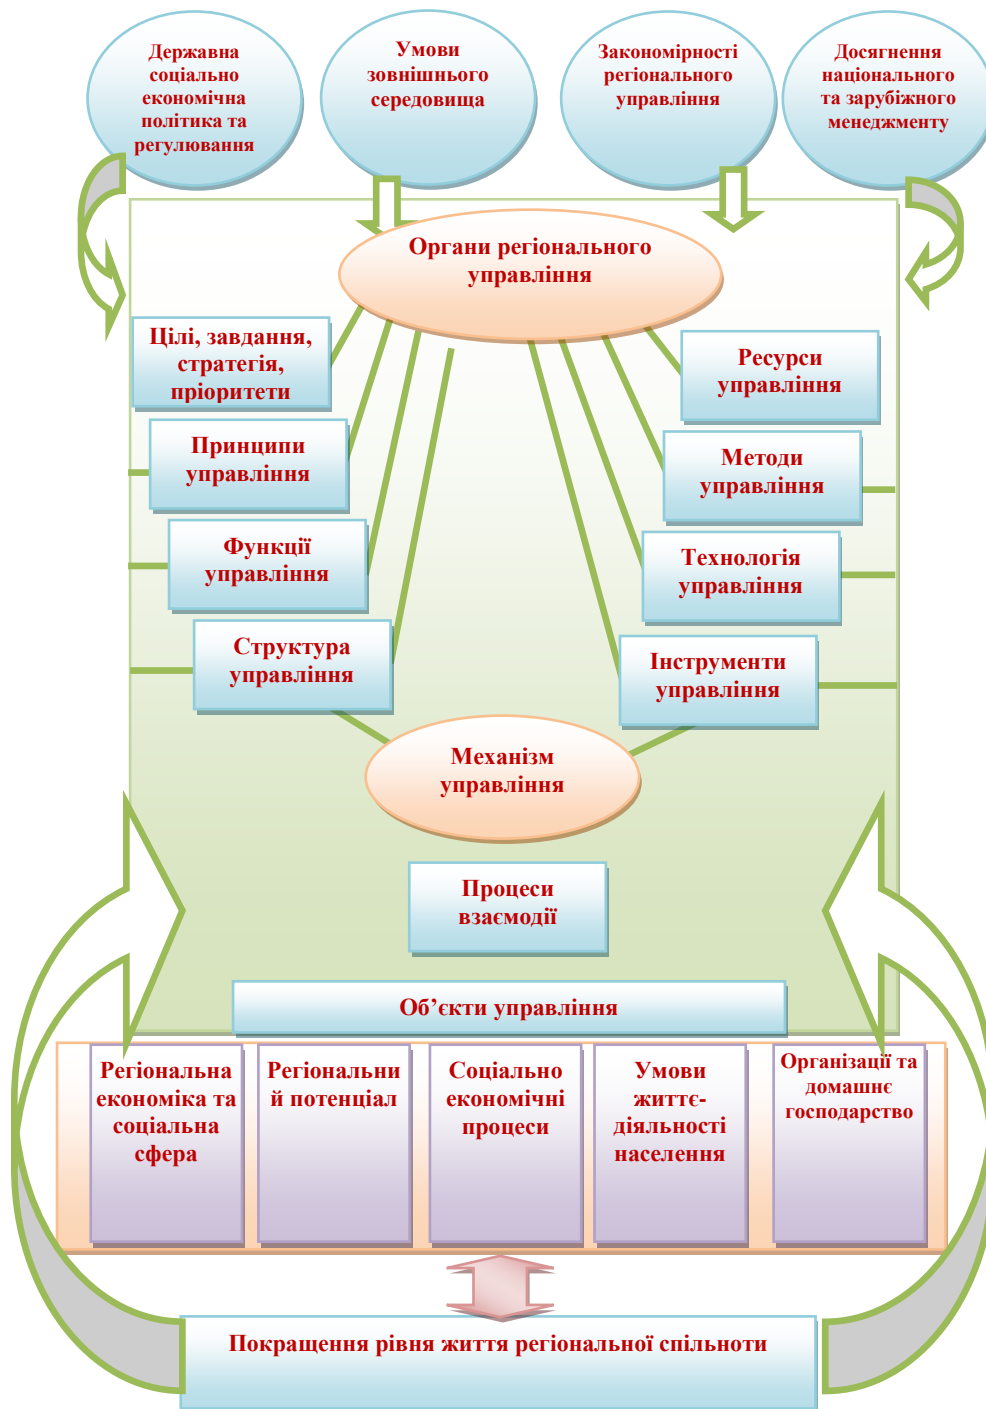 Державна
соціально
економічна
політика та
регулювання
Умови
зовнішнього
середовища
Закономірності
регіонального
управління
Досягнення
національного
та зарубіжного
менеджменту
Органи регіонального
управління
Цілі, завдання,
стратегія,
пріоритети
Ресурси
управління
Принципи
управління
Методи
управління
Функції
управління
Технологія
управління
Структура
управління
Інструменти
управління
Механізм
управління
Процеси
взаємодії
Об’єкти управління
Регіональна
економіка та
соціальна
сфера
Регіональни
й потенціал
Соціально
економічні
процеси
Умови
життє-
діяльності
населення
Організації та
домашнє
господарство
Покращення рівня життя регіональної спільноти